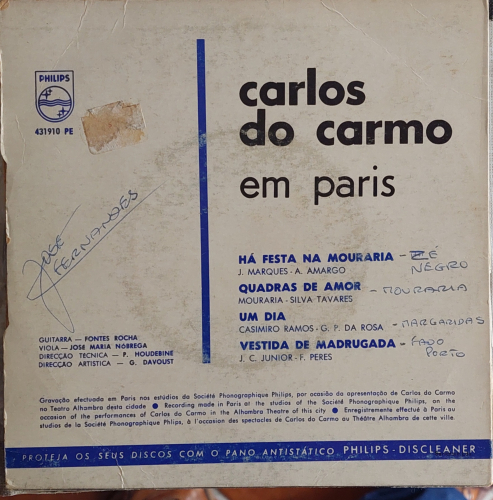 PHILIPS
431910 PE
carlos
do carmo
em paris
JOSÉ
FERNANDES
HÁ FESTA NA MOURARIA - ZÉ NEGRO
J. MARQUES - A. AMARGO
QUADRAS DE AMOR - MOURARIA
MOURARIA - SILVA TAVARES
UM DIA - MARGARIDAS
CASIMIRO RAMOS - G. P. DA ROSA
VESTIDA DE MADRUGADA - FADO PORTO
J. C. JUNIOR - F. PERES
GUITARRA — FONTES ROCHA
VIOLA — JOSE MARIA NÓBREGA
DIRECÇÃO TÉCNICA — P. HOUDEBINE
DIRECÇÃO ARTISTICA — G. DAVOUST
Gravação efectuada em Paris nos estúdios da Société Phonographique Philips, por ocasião da apresentação de Carlos do Carmo
no Teatro Alhambra desta cidade • Recording made in Paris at the studios of the Société Phonographique Philips, on the
occasion of the performances of Carlos do Carmo in the Alhambra Theatre of this city • Enregistrement effectué à Paris au
studios de la Société Phonographique Philips, à l'occasion des spectacles de Carlos do Carmo au Théâtre Alhambra de cette ville.
PROTEJA OS SEUS DISCOS COM O PANO ANTISTÁTICO PHILIPS - DISCLEANER